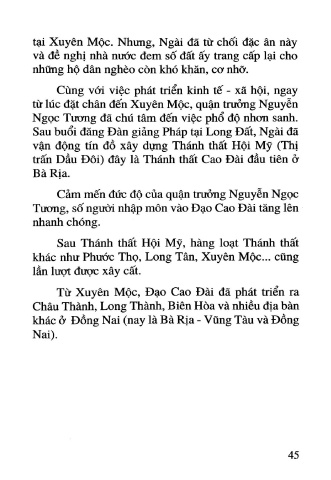 tại Xuyên Mộc. Nhưng, Ngài đã từ chối đặc ân này
và đề nghị nhà nước đem số đất ấy trang cấp lại cho
những hộ dân nghèo còn khó khăn, cơ nhỡ.
Cùng với việc phát triển kinh tế - xã hội, ngay
từ lúc đặt chân đến Xuyên Mộc, quận trưởng Nguyễn
Ngọc Tương đã chú tâm đến việc phổ độ nhơn sanh.
Sau buổi đăng Đàn giảng Pháp tại Long Đất, Ngài đã
vận động tín đồ xây dựng Thánh thất Hội Mỹ (Thị
trấn Dầu Đôi) đây là Thánh thất Cao Đài đầu tiên ở
Bà Rịa.
Cảm mến đức độ của quận trưởng Nguyễn Ngọc
Tương, số người nhập môn vào Đạo Cao Đài tăng lên
nhanh chóng.
Sau Thánh thất Hội Mỹ, hàng loạt Thánh thất
khác như Phước Thọ, Long Tân, Xuyên Mộc... cũng
lần lượt được xây cất.
Từ Xuyên Mộc, Đạo Cao Đài đã phát triển ra
Châu Thành, Long Thành, Biên Hòa và nhiều địa bàn
khác ở Đồng Nai (nay là Bà Rịa - Vũng Tàu và Đồng
Nai).
45